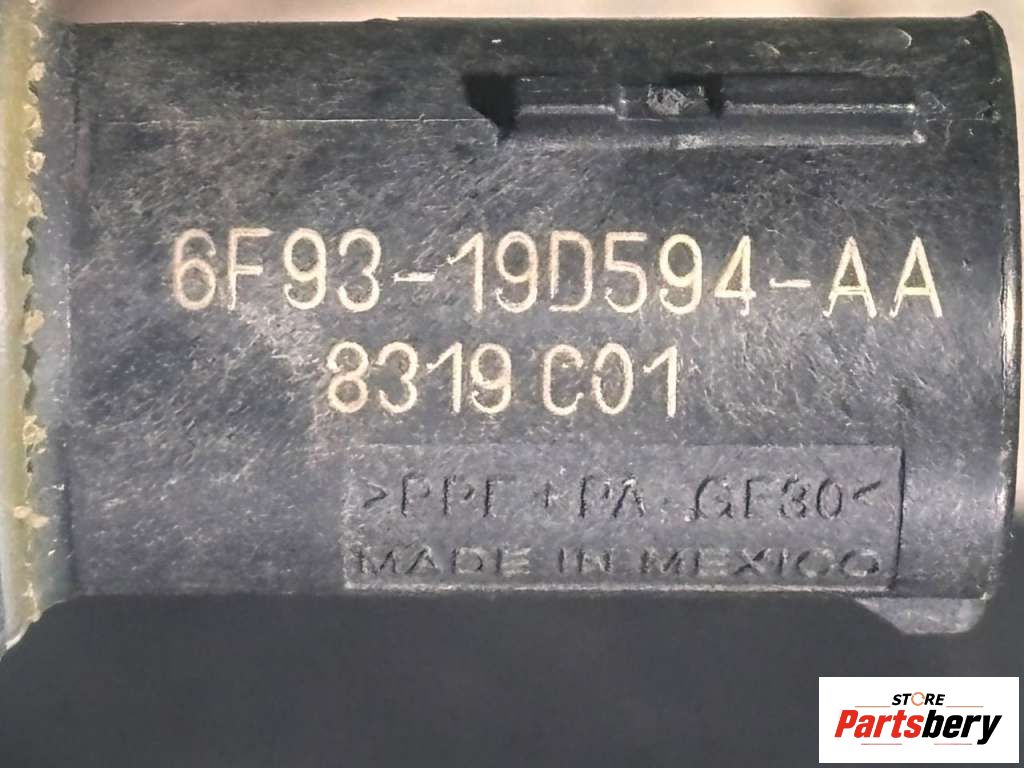 6F93-19D594-AA
8319 C01
>PPE+PA-GF30<
MADE IN MEXICO
STORE
Partsbery